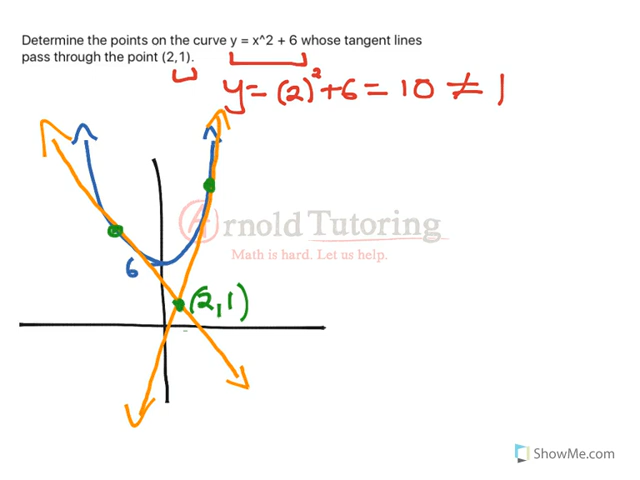 Determine the points on the curve y = x^2 + 6 whose tangent lines
pass through the point (2,1).
y = (2)² + 6 = 10 ≠ 1
Arnold Tutoring
Math is hard. Let us help.
6
(2,1)
ShowMe.com